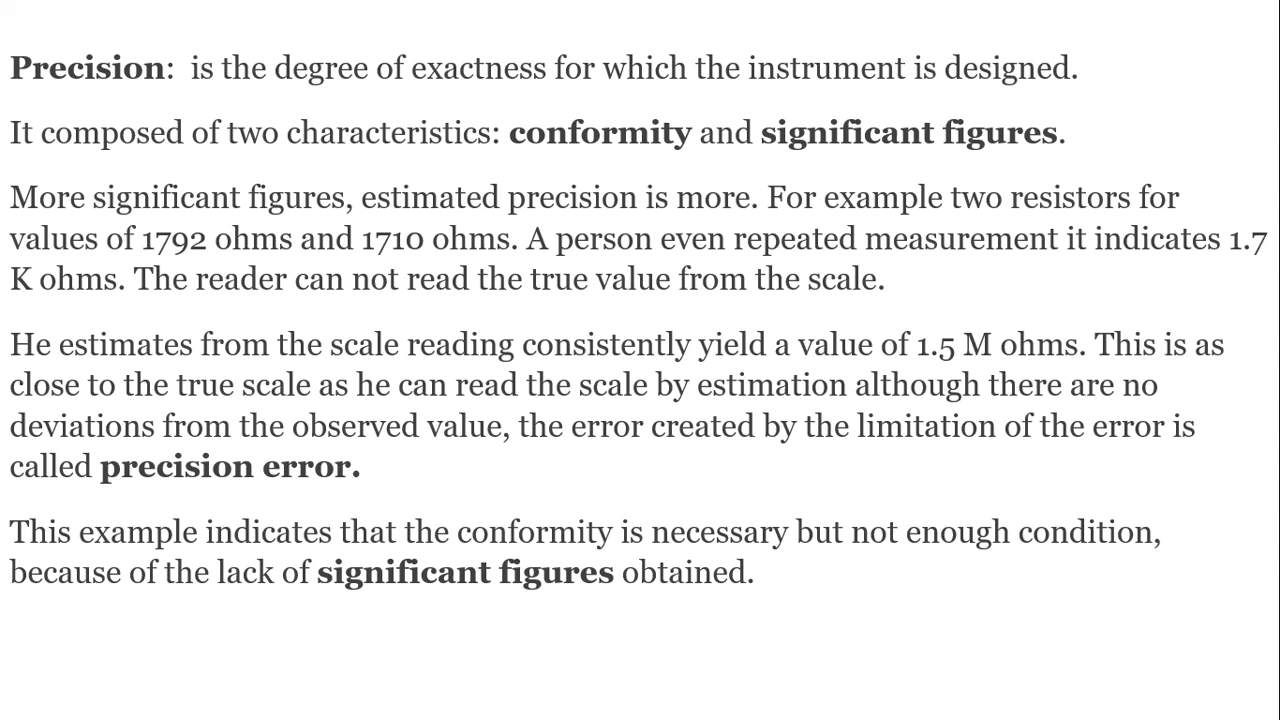 Precision:  is the degree of exactness for which the instrument is designed.
It composed of two characteristics: conformity and significant figures.
More significant figures, estimated precision is more. For example two resistors for
values of 1792 ohms and 1710 ohms. A person even repeated measurement it indicates 1.7
K ohms. The reader can not read the true value from the scale.
He estimates from the scale reading consistently yield a value of 1.5 M ohms. This is as
close to the true scale as he can read the scale by estimation although there are no
deviations from the observed value, the error created by the limitation of the error is
called precision error.
This example indicates that the conformity is necessary but not enough condition,
because of the lack of significant figures obtained.